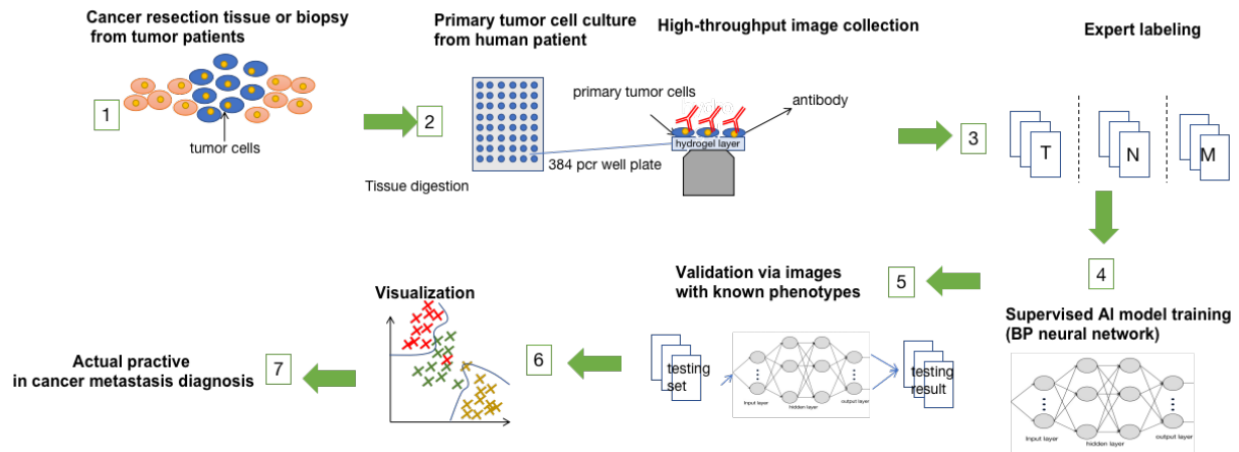 Cancer resection tissue or biopsy
from tumor patients
1
tumor cells
Primary tumor cell culture
from human patient
2
Tissue digestion
384 pcr well plate
High-throughput image collection
primary tumor cells
antibody
hydrogel layer
Expert labeling
3
T
N
M
4
Supervised AI model training
(BP neural network)
Input layer
hidden layer
output layer
Validation via images
with known phenotypes
5
testing
set
Input layer
hidden layer
output layer
testing
result
Visualization
6
Actual practive
in cancer metastasis diagnosis
7